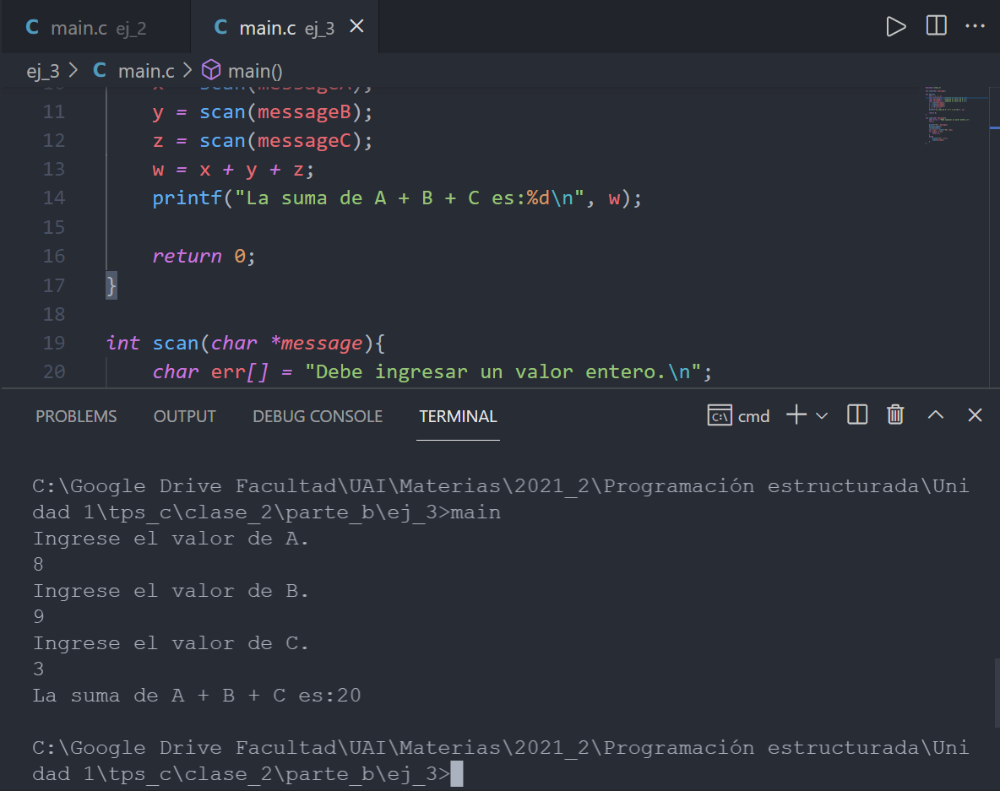 main.c ej_2
main.c ej_3
ej_3 > C main.c > main()
11 y = scan(messageB);
12 z = scan(messageC);
13 w = x + y + z;
14 printf("La suma de A + B + C es:%d\n", w);
15
16 return 0;
17 }
18
19 int scan(char *message){
20 char err[] = "Debe ingresar un valor entero.\n";
PROBLEMS OUTPUT DEBUG CONSOLE TERMINAL cmd
C:\Google Drive Facultad\UAI\Materias\2021_2\Programación estructurada\Uni
dad 1\tps_c\clase_2\parte_b\ej_3>main
Ingrese el valor de A.
8
Ingrese el valor de B.
9
Ingrese el valor de C.
3
La suma de A + B + C es:20
C:\Google Drive Facultad\UAI\Materias\2021_2\Programación estructurada\Uni
dad 1\tps_c\clase_2\parte_b\ej_3>